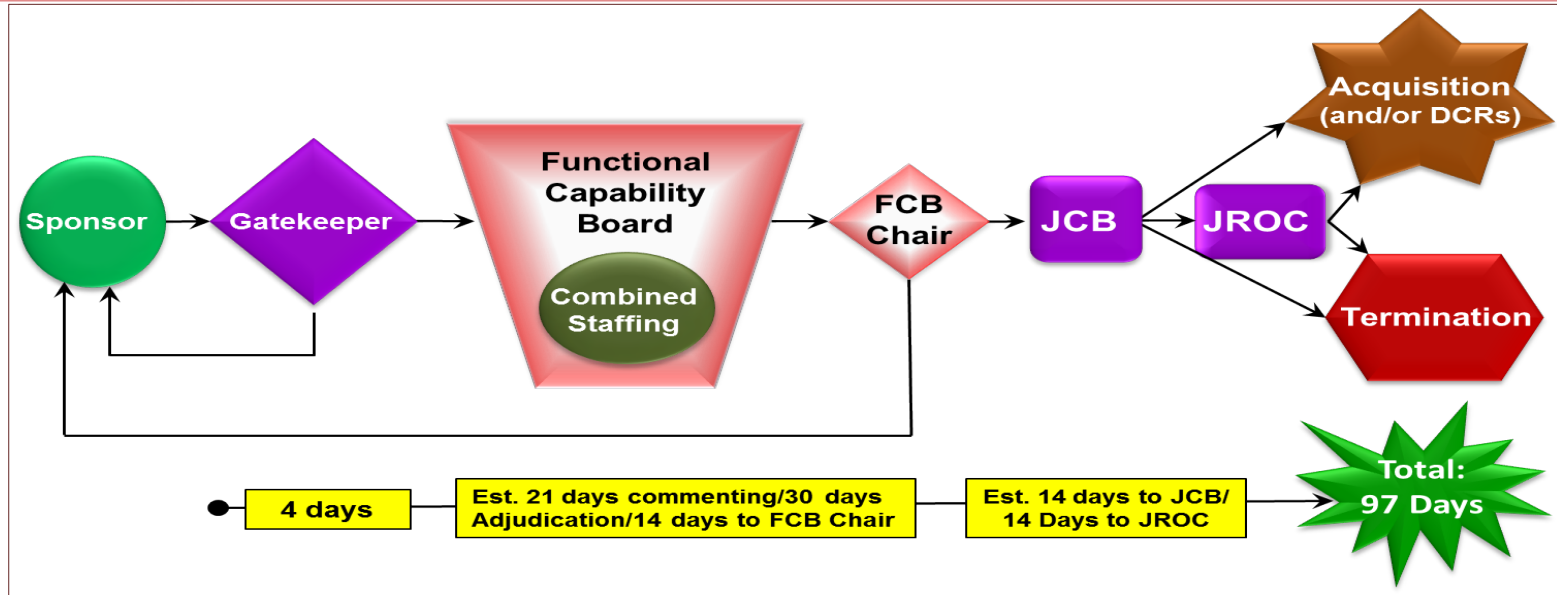 Sponsor
Gatekeeper
Functional
Capability
Board
Combined
Staffing
FCB
Chair
JCB
JROC
Acquisition
(and/or DCRs)
Termination
4 days
Est. 21 days commenting/30 days
Adjudication/14 days to FCB Chair
Est. 14 days to JCB/
14 Days to JROC
Total:
97 Days